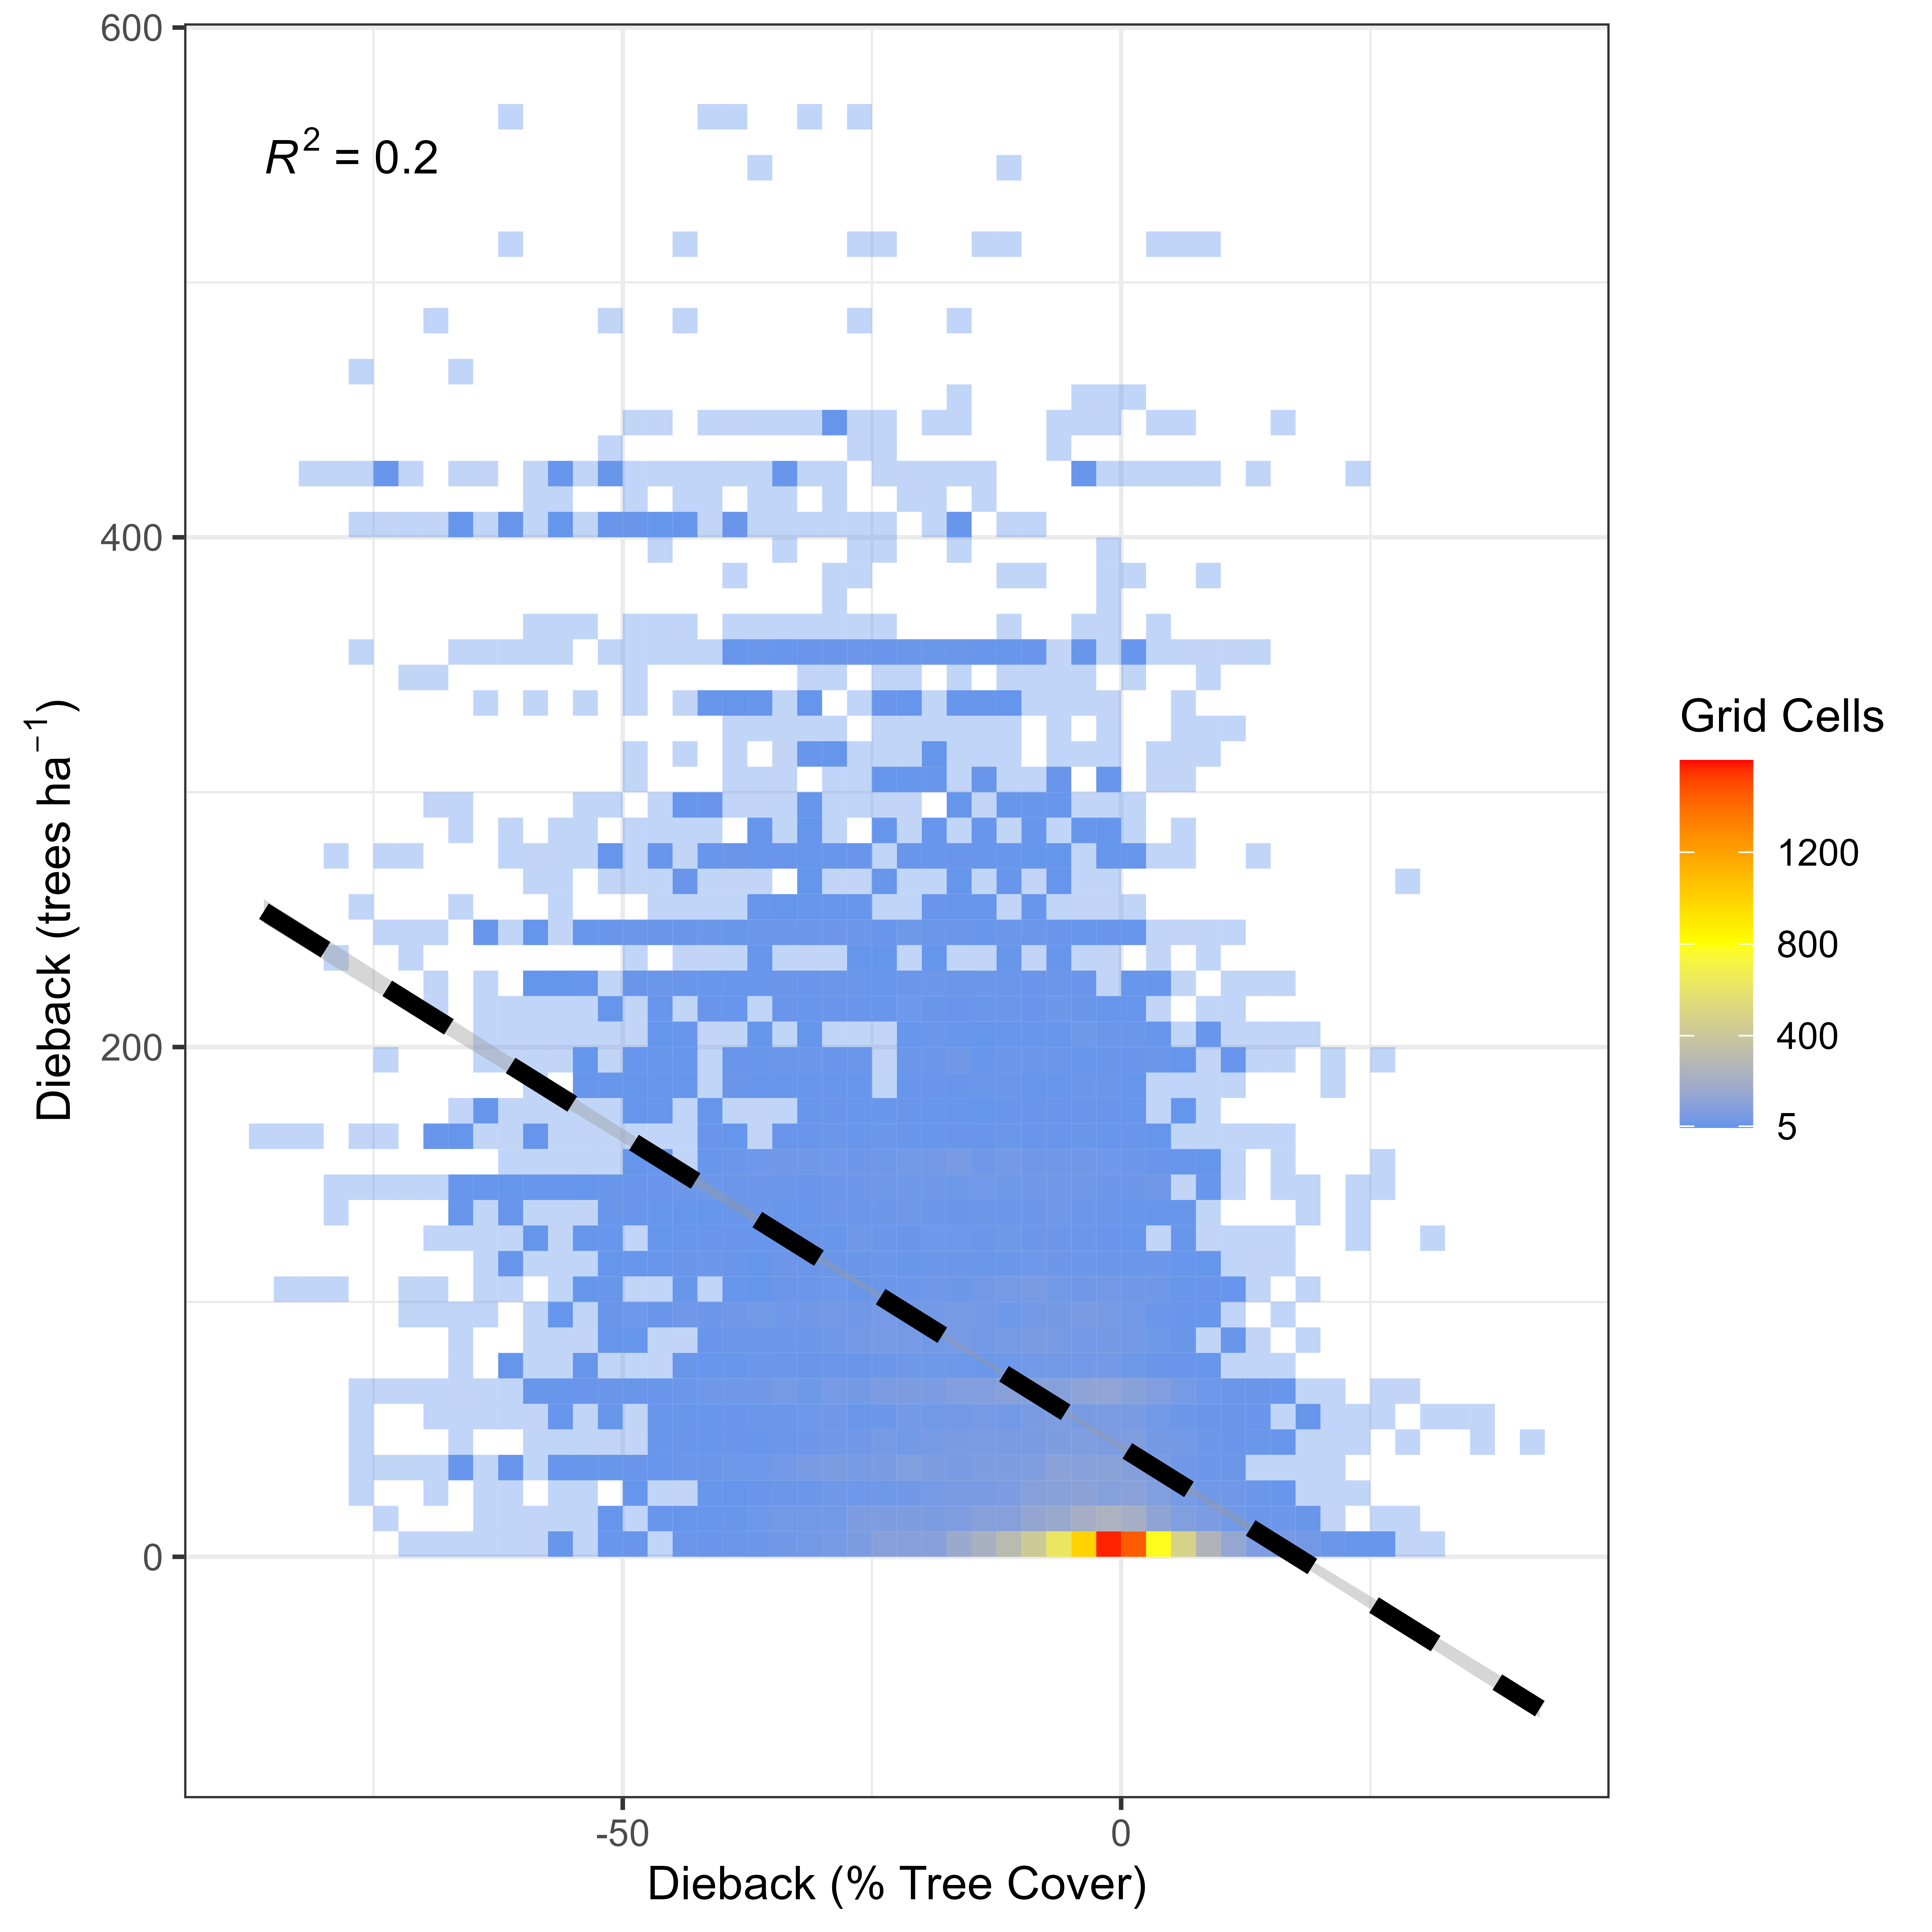 600
R² = 0.2
400
200
0
-50
0
Dieback (% Tree Cover)
Dieback (trees ha⁻¹)
Grid Cells
1200
800
400
5